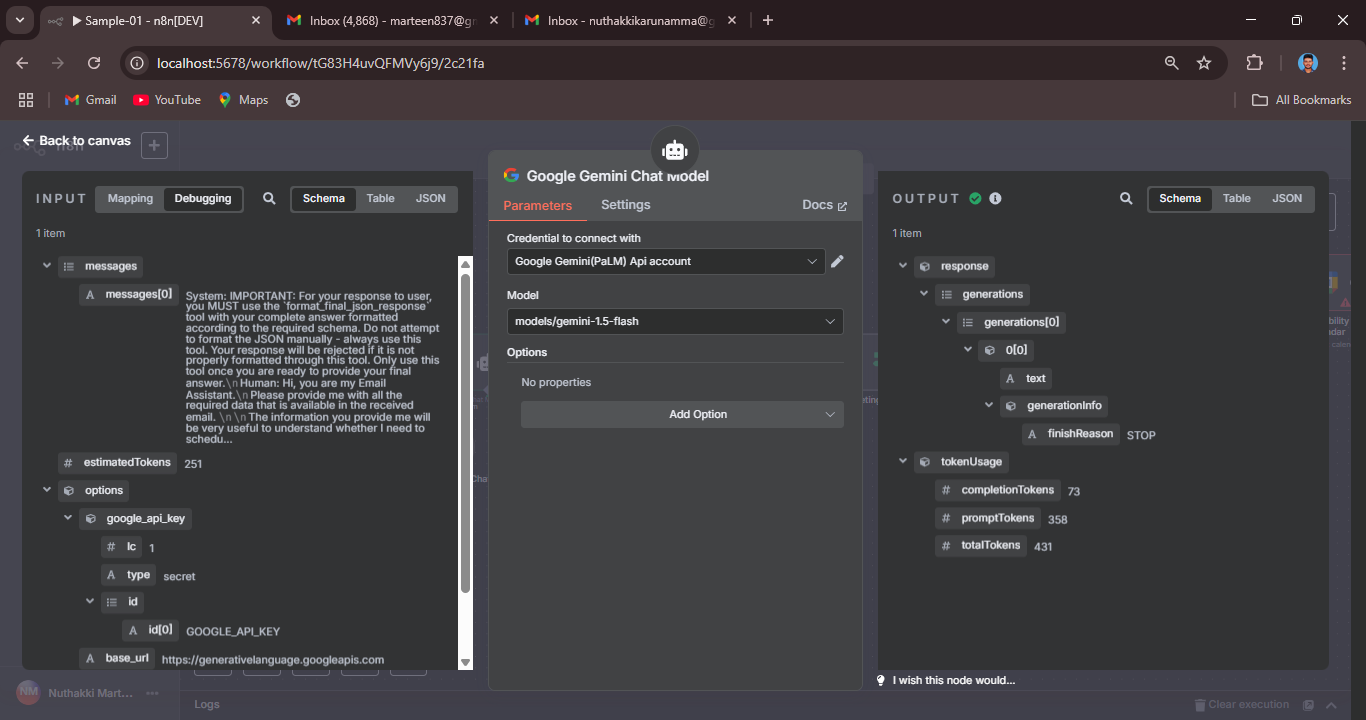 Sample-01 - n8n[DEV]
Inbox (4,868) - marteen837@gm
Inbox - nuthakkikarunamma@g
localhost:5678/workflow/tG83H4uvQFMVy6j9/2c21fa
Gmail
YouTube
Maps
All Bookmarks
Back to canvas
Google Gemini Chat Model
INPUT
Mapping
Debugging
Schema
Table
JSON
Parameters
Settings
Docs
OUTPUT
Schema
Table
JSON
1 item
messages
messages[0]
System: IMPORTANT: For your response to user,
you MUST use the `format_final_json_response`
tool with your complete answer formatted
according to the required schema. Do not attempt
to format the JSON manually - always use this
tool. Your response will be rejected if it is not
properly formatted through this tool. Only use this
tool once you are ready to provide your final
answer.\nHuman: Hi, you are my Email
Assistant.\nPlease provide me with all the
required data that is available in the received
email. \n\nThe information you provide me will
be very useful to understand whether I need to
schedu...
# estimatedTokens 251
options
google_api_key
# lc 1
A type secret
id
A id[0] GOOGLE_API_KEY
A base_url https://generativelanguage.googleapis.com
Credential to connect with
Google Gemini(PaLM) Api account
Model
models/gemini-1.5-flash
Options
No properties
Add Option
1 item
response
generations
generations[0]
0[0]
A text
generationInfo
A finishReason STOP
tokenUsage
# completionTokens 73
# promptTokens 358
# totalTokens 431
I wish this node would...
NM Nuthakki Mart...
Logs
Clear execution